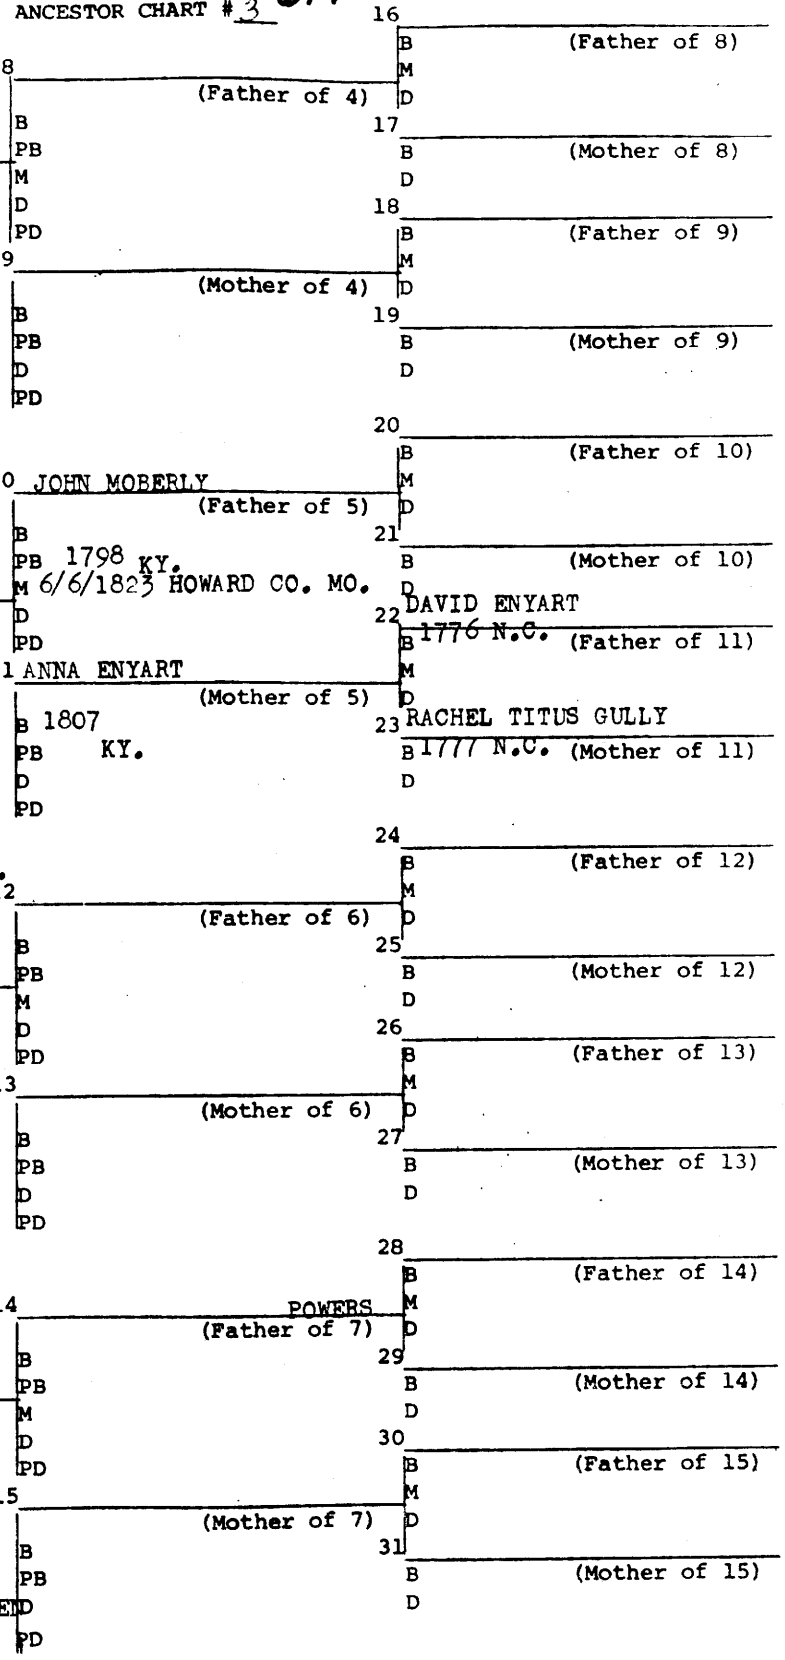 ANCESTOR CHART # 3
16
B (Father of 8)
M
8
(Father of 4) D
17
B
PB B (Mother of 8)
M D
D 18
PD B (Father of 9)
9 M
(Mother of 4) D
19
B
PB B (Mother of 9)
D D
PD
20
B (Father of 10)
0 JOHN MOBERLY M
(Father of 5) D
21
B
PB 1798 KY. B (Mother of 10)
M 6/6/1823 HOWARD CO. MO. D
DAVID ENYART
D 22
B 1776 N.C. (Father of 11)
PD
1 ANNA ENYART M
(Mother of 5) D
23 RACHEL TITUS GULLY
B 1807
PB KY. B 1777 N.C. (Mother of 11)
D D
PD
24
B (Father of 12)
2 M
(Father of 6) D
25
B
PB B (Mother of 12)
M D
D 26
PD B (Father of 13)
3 M
(Mother of 6) D
27
B
PB B (Mother of 13)
D D
PD
28
B (Father of 14)
4 POWERS M
(Father of 7) D
29
B
PB B (Mother of 14)
M D
D 30
PD B (Father of 15)
5 M
(Mother of 7) D
31
B
PB B (Mother of 15)
D D
PD